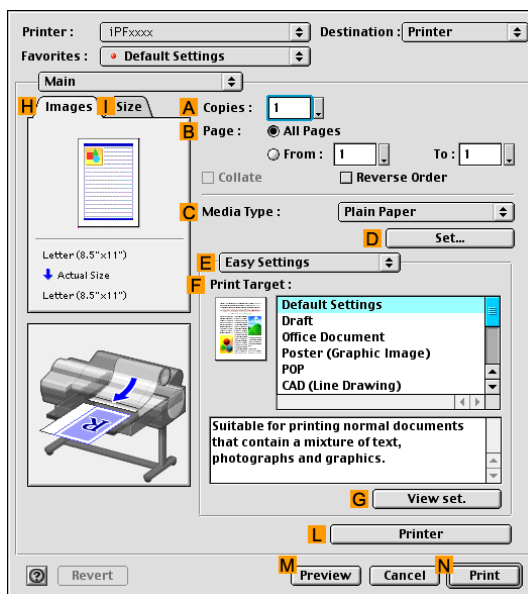 Printer : iPFxxxx Destination : Printer
Favorites : Default Settings
Main
H Images I Size
A Copies : 1
B Page : All Pages
From : 1 To : 1
Collate Reverse Order
C Media Type : Plain Paper
D Set...
Letter (8.5"x11")
Actual Size
Letter (8.5"x11")
E Easy Settings
F Print Target :
Default Settings
Draft
Office Document
Poster (Graphic Image)
POP
CAD (Line Drawing)
R
Suitable for printing normal documents
that contain a mixture of text,
photographs and graphics.
G View set.
L Printer
? Revert M Preview Cancel N Print